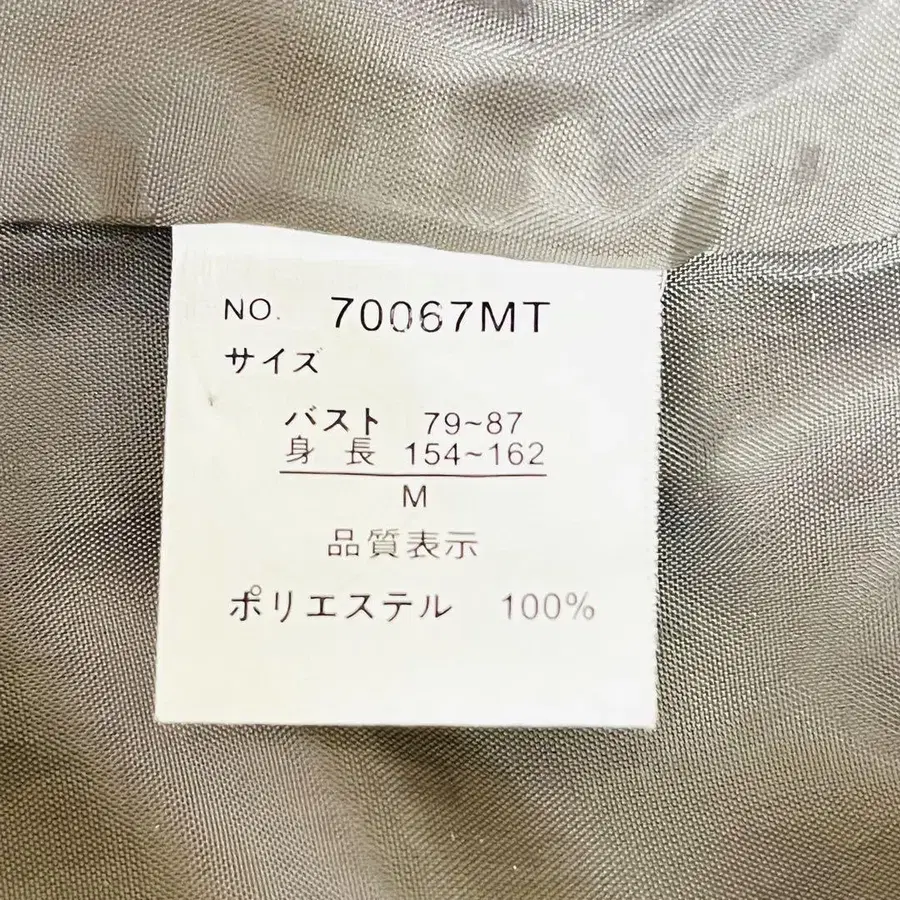 NO. 70067MT
サイズ
バスト 79~87
身長 154~162
M
品質表示
ポリエステル 100%